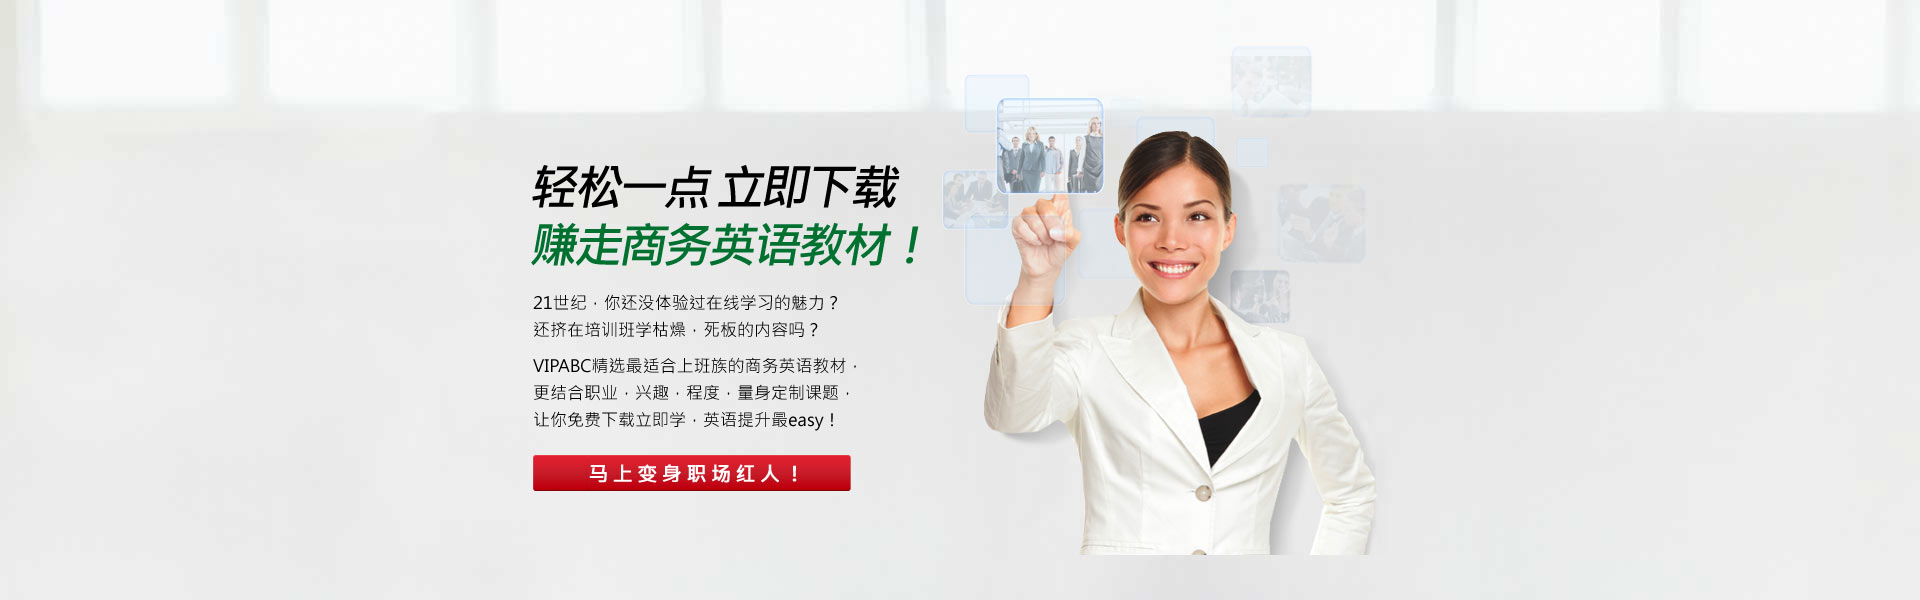 轻松一点 立即下载
赚走商务英语教材！
21世纪，你还没体验过在线学习的魅力？
还挤在培训班学枯燥，死板的内容吗？
VIPABC精选最适合上班族的商务英语教材，
更结合职业，兴趣，程度，量身定制课题，
让你免费下载立即学，英语提升最easy！
马上变身职场红人！